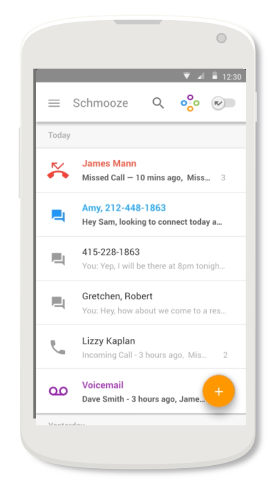 12:30
Schmooze
Today
James Mann
Missed Call — 10 mins ago, Miss... 3
Amy, 212-448-1863
Hey Sam, looking to connect today a...
415-228-1863
You: Yep, I will be there at 8pm tonigh...
Gretchen, Robert
You: Hey, how about we come to a res...
Lizzy Kaplan
Incoming Call - 3 hours ago, Mis... 2
Voicemail
Dave Smith - 3 hours ago, Jame...
Yesterday